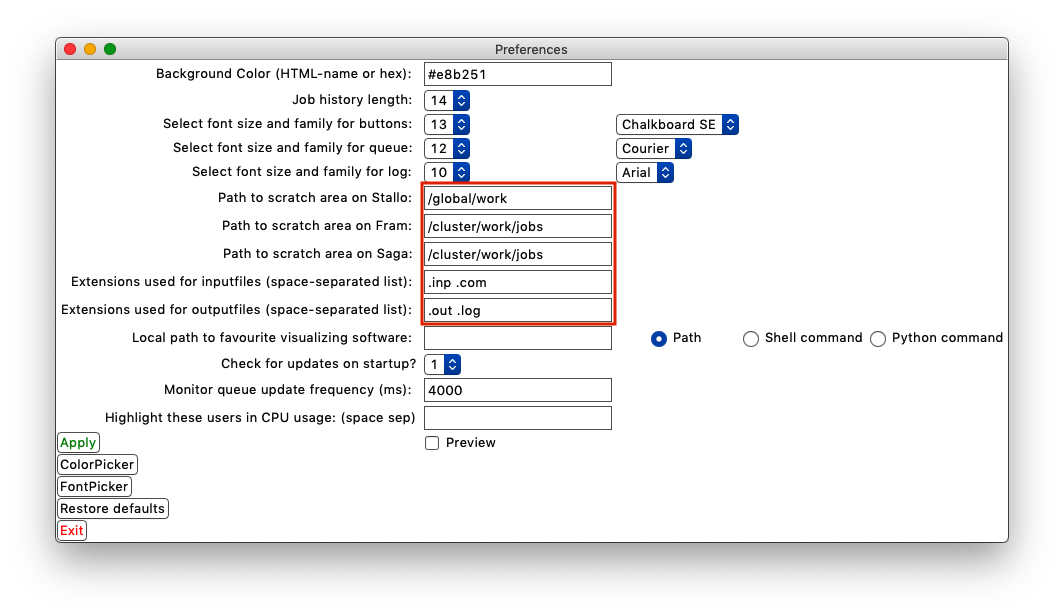 Preferences
Background Color (HTML-name or hex): #e8b251
Job history length: 14
Select font size and family for buttons: 13 Chalkboard SE
Select font size and family for queue: 12 Courier
Select font size and family for log: 10 Arial
Path to scratch area on Stallo: /global/work
Path to scratch area on Fram: /cluster/work/jobs
Path to scratch area on Saga: /cluster/work/jobs
Extensions used for inputfiles (space-separated list): .inp .com
Extensions used for outputfiles (space-separated list): .out .log
Local path to favourite visualizing software: Path Shell command Python command
Check for updates on startup? 1
Monitor queue update frequency (ms): 4000
Highlight these users in CPU usage: (space sep)
Apply Preview
ColorPicker
FontPicker
Restore defaults
Exit